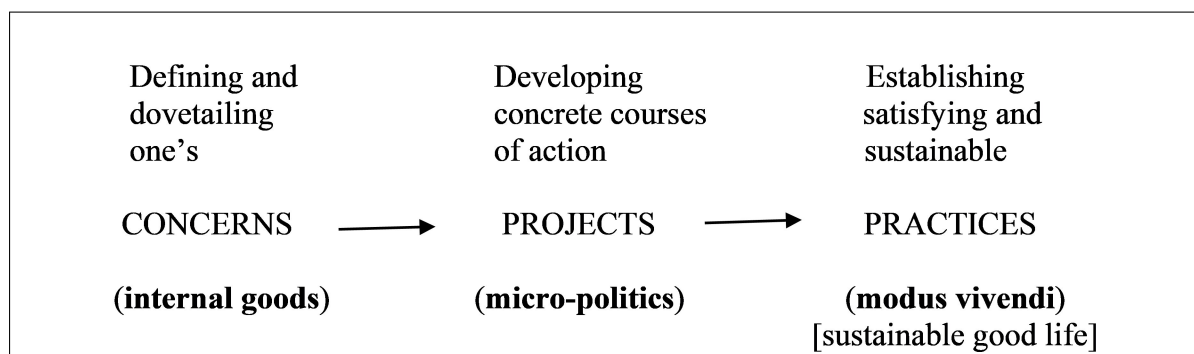 Defining and
dovetailing
one's
CONCERNS
(internal goods)
Developing
concrete courses
of action
PROJECTS
(micro-politics)
Establishing
satisfying and
sustainable
PRACTICES
(modus vivendi)
[sustainable good life]